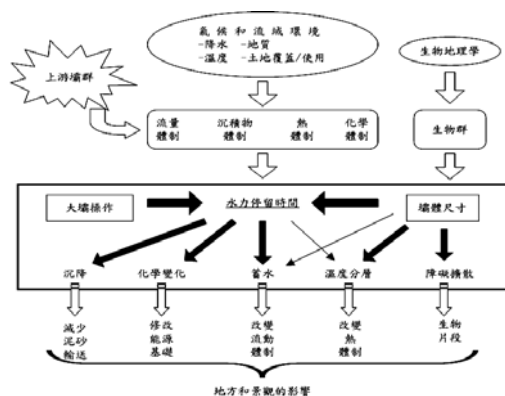 氣候和流域環境
-降水 -地質
-溫度 -土地覆蓋/使用
生物地理學
上游壩群
流量體制
沉積物體制
熱體制
化學體制
生物群
大壩操作
水力停留時間
壩體尺寸
沉降
化學變化
蓄水
溫度分層
障礙擴散
減少泥砂輸送
修改能源基礎
改變流動體制
改變熱體制
生物片段
地方和景觀的影響